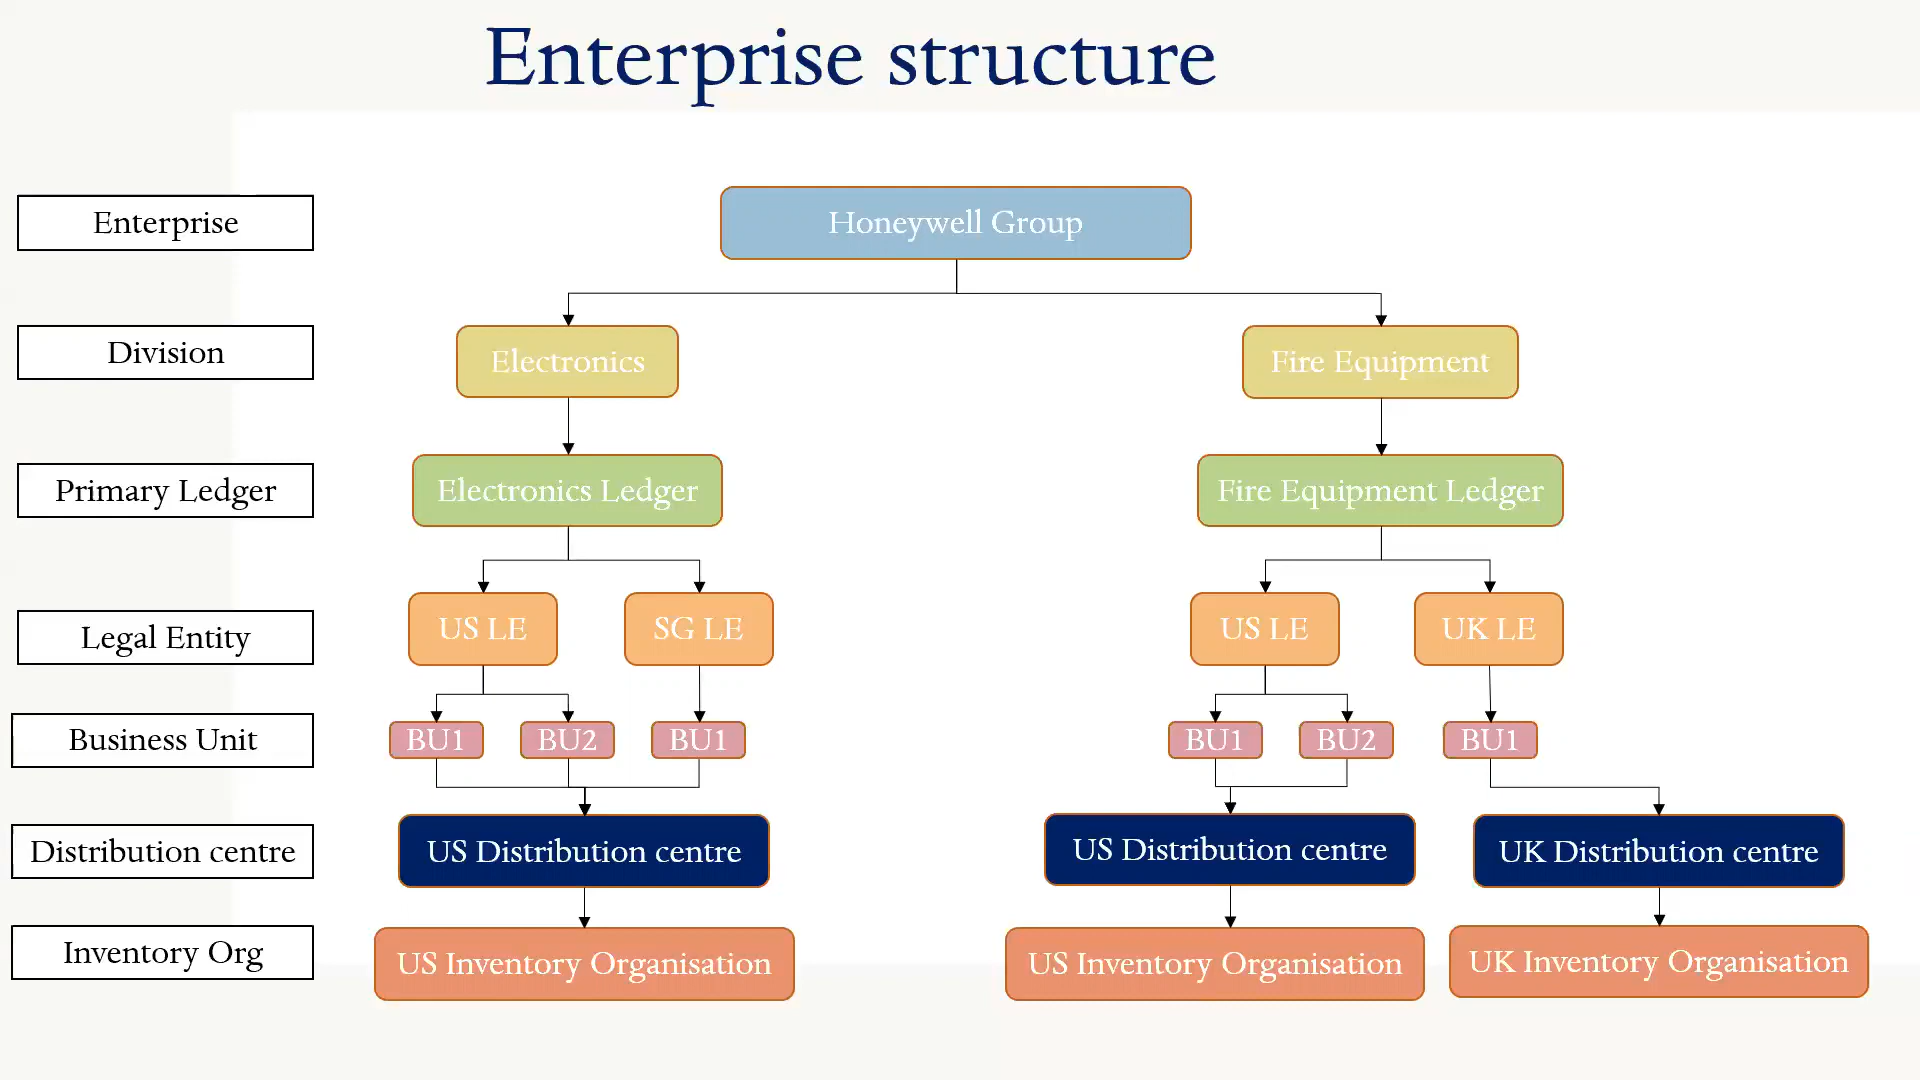 Enterprise structure
Enterprise
Honeywell Group
Division
Electronics
Fire Equipment
Primary Ledger
Electronics Ledger
Fire Equipment Ledger
Legal Entity
US LE
SG LE
US LE
UK LE
Business Unit
BU1
BU2
BU1
BU1
BU2
BU1
Distribution centre
US Distribution centre
US Distribution centre
UK Distribution centre
Inventory Org
US Inventory Organisation
US Inventory Organisation
UK Inventory Organisation